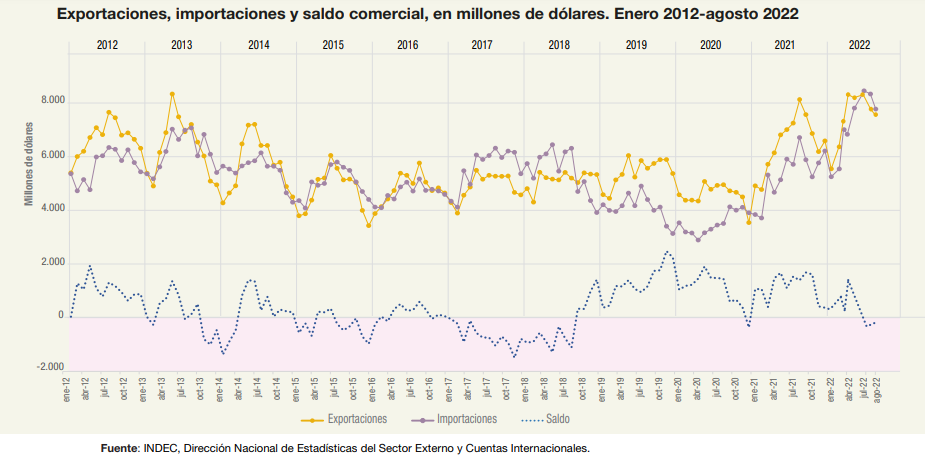 Exportaciones, importaciones y saldo comercial, en millones de dólares. Enero 2012-agosto 2022
2012 2013 2014 2015 2016 2017 2018 2019 2020 2021 2022
Millones de dólares
8.000
6.000
4.000
2.000
0
-2.000
ene-12 abr-12 jul-12 oct-12 ene-13 abr-13 jul-13 oct-13 ene-14 abr-14 jul-14 oct-14 ene-15 abr-15 jul-15 oct-15 ene-16 abr-16 jul-16 oct-16 ene-17 abr-17 jul-17 oct-17 ene-18 abr-18 jul-18 oct-18 ene-19 abr-19 jul-19 oct-19 ene-20 abr-20 jul-20 oct-20 ene-21 abr-21 jul-21 oct-21 ene-22 abr-22 jul-22 ago-22
Exportaciones Importaciones Saldo
Fuente: INDEC, Dirección Nacional de Estadísticas del Sector Externo y Cuentas Internacionales.